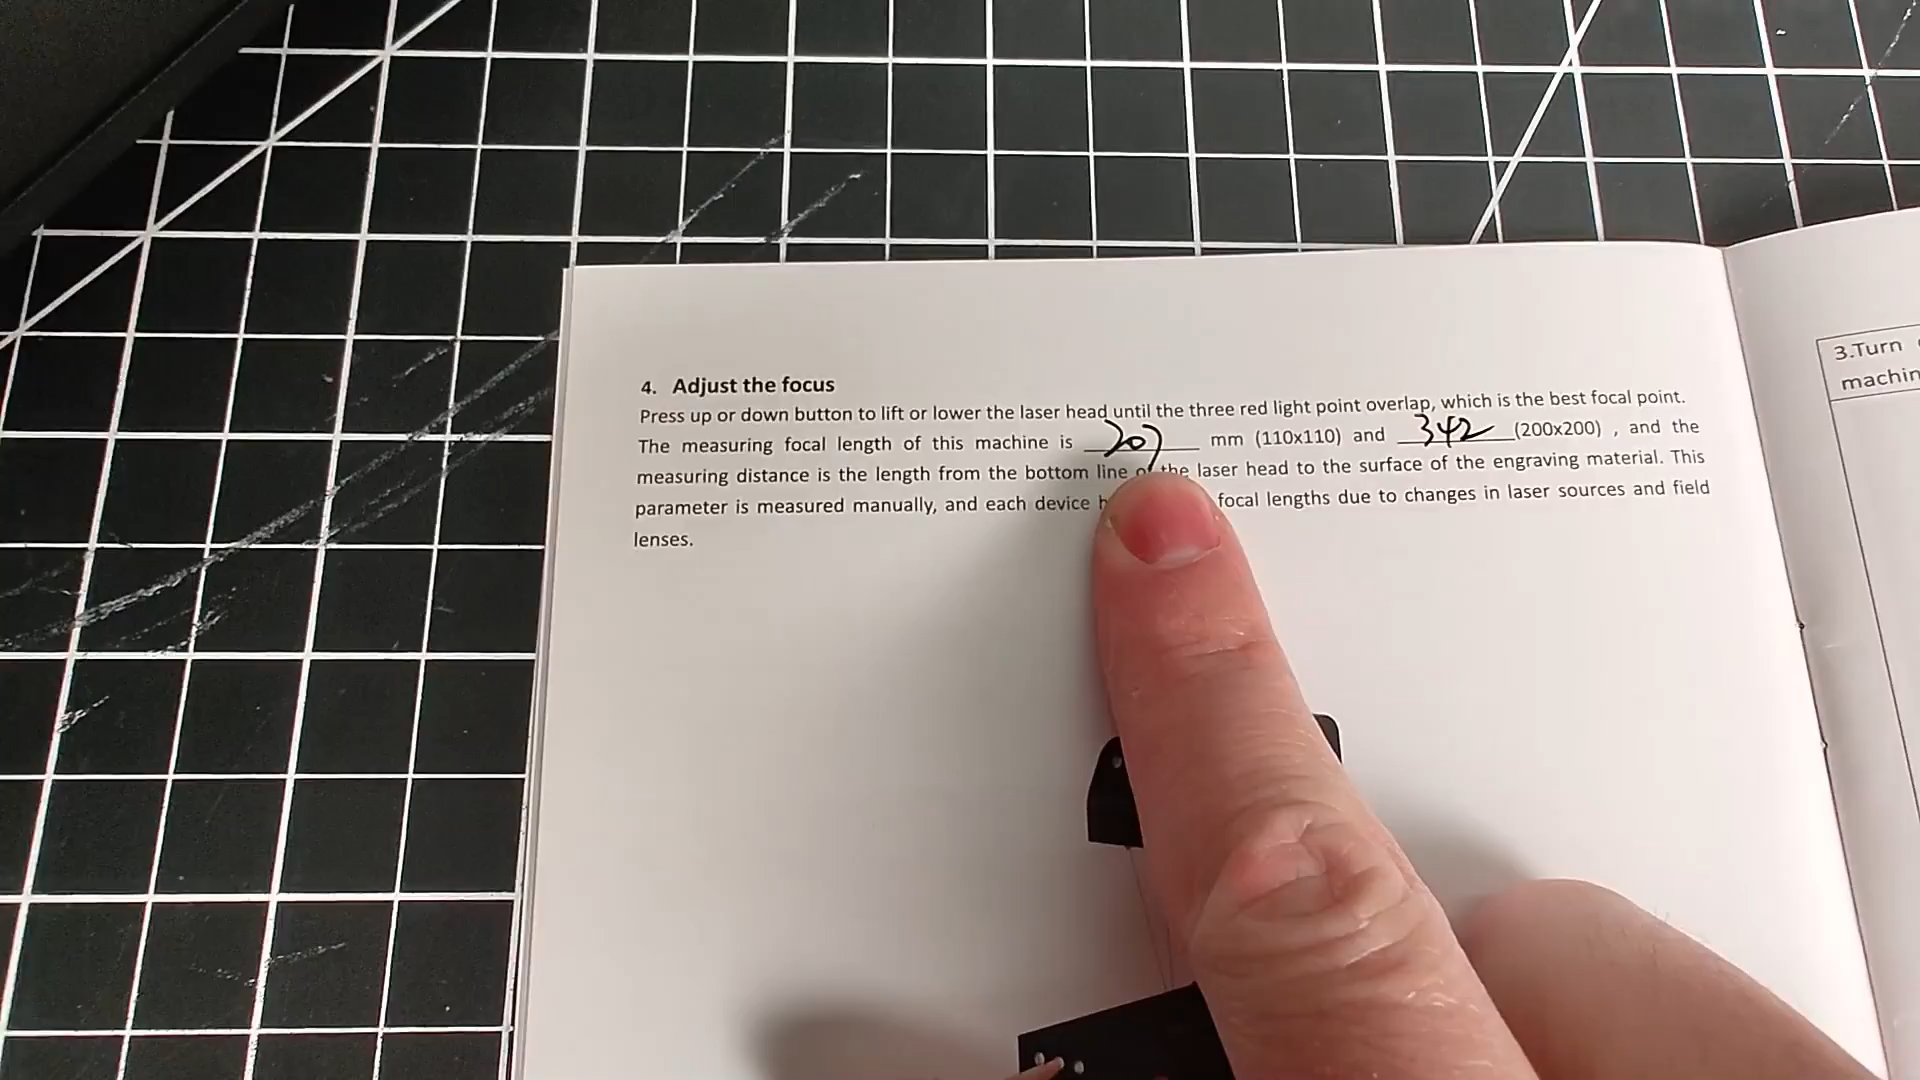 4. Adjust the focus
Press up or down button to lift or lower the laser head until the three red light point overlap, which is the best focal point.
The measuring focal length of this machine is 207 mm (110x110) and 342 (200x200) , and the
measuring distance is the length from the bottom line of the laser head to the surface of the engraving material. This
parameter is measured manually, and each device focal lengths due to changes in laser sources and field
lenses.
3.Turn
machin